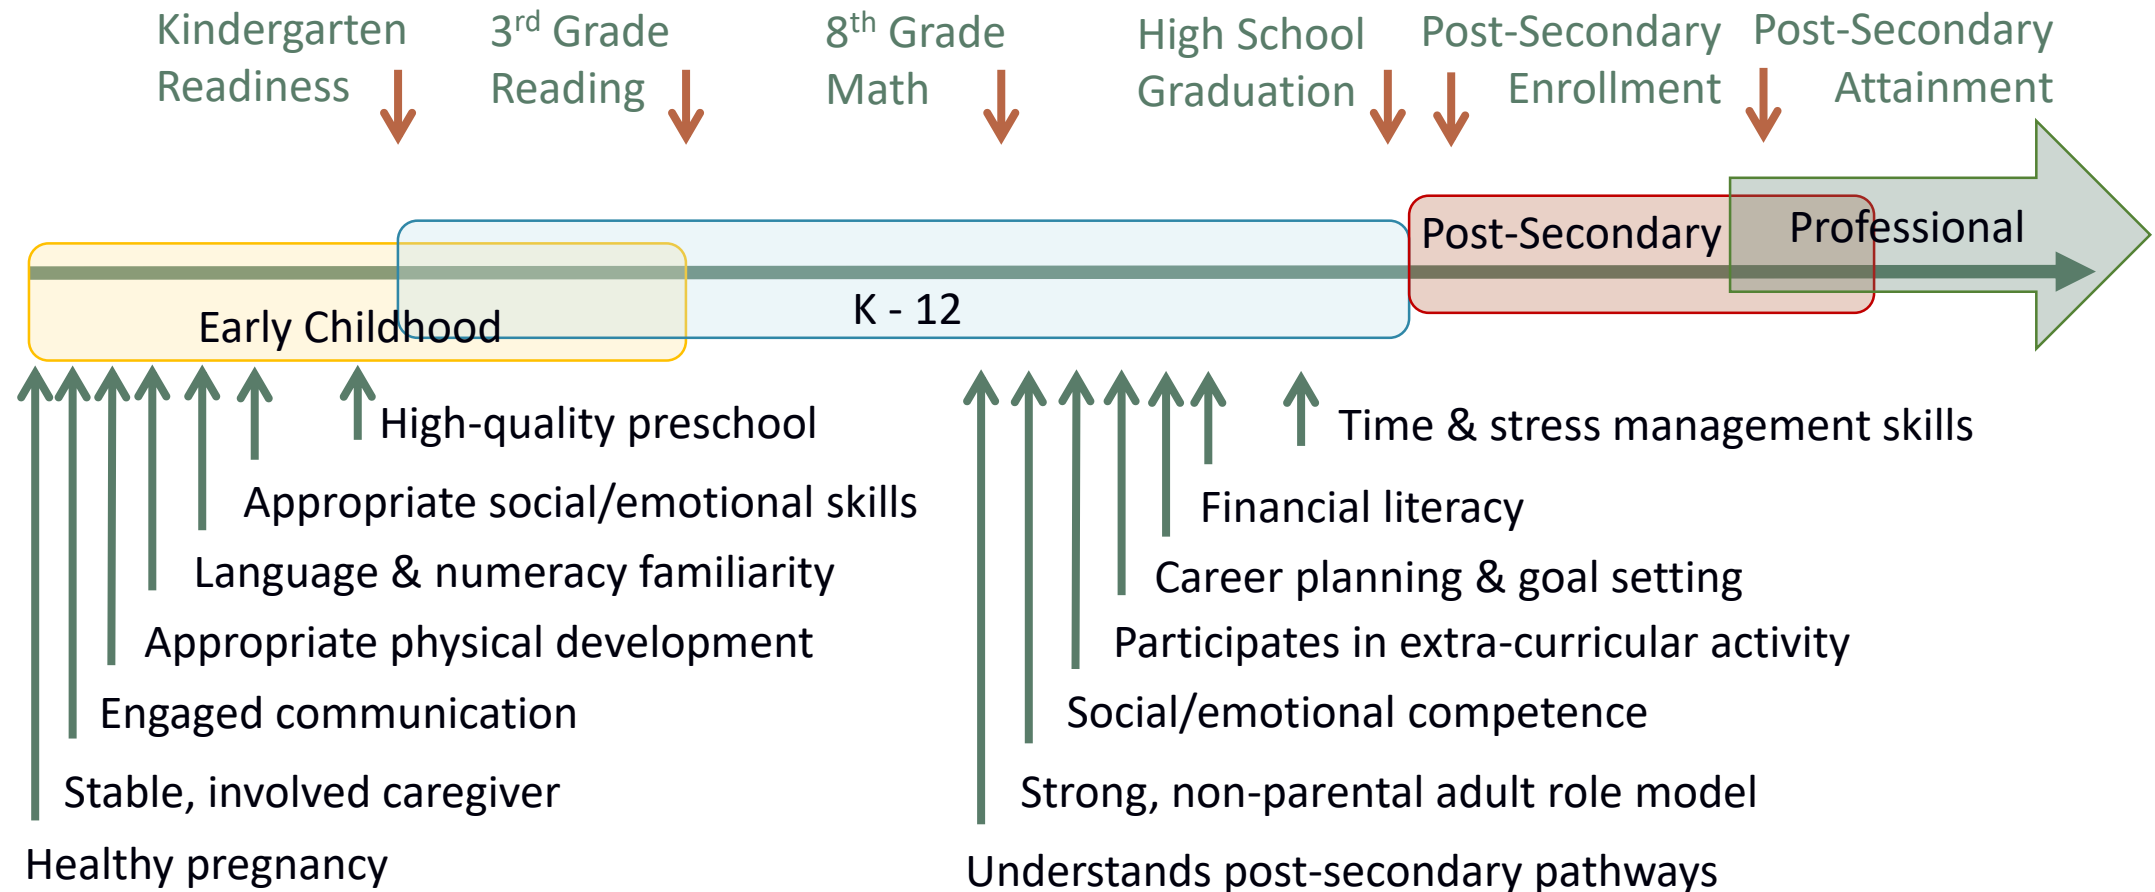 Kindergarten
Readiness
3rd Grade
Reading
8th Grade
Math
High School
Graduation
Post-Secondary
Enrollment
Post-Secondary
Attainment
Early Childhood
K - 12
Post-Secondary
Professional
High-quality preschool
Appropriate social/emotional skills
Language & numeracy familiarity
Appropriate physical development
Engaged communication
Stable, involved caregiver
Healthy pregnancy
Time & stress management skills
Financial literacy
Career planning & goal setting
Participates in extra-curricular activity
Social/emotional competence
Strong, non-parental adult role model
Understands post-secondary pathways